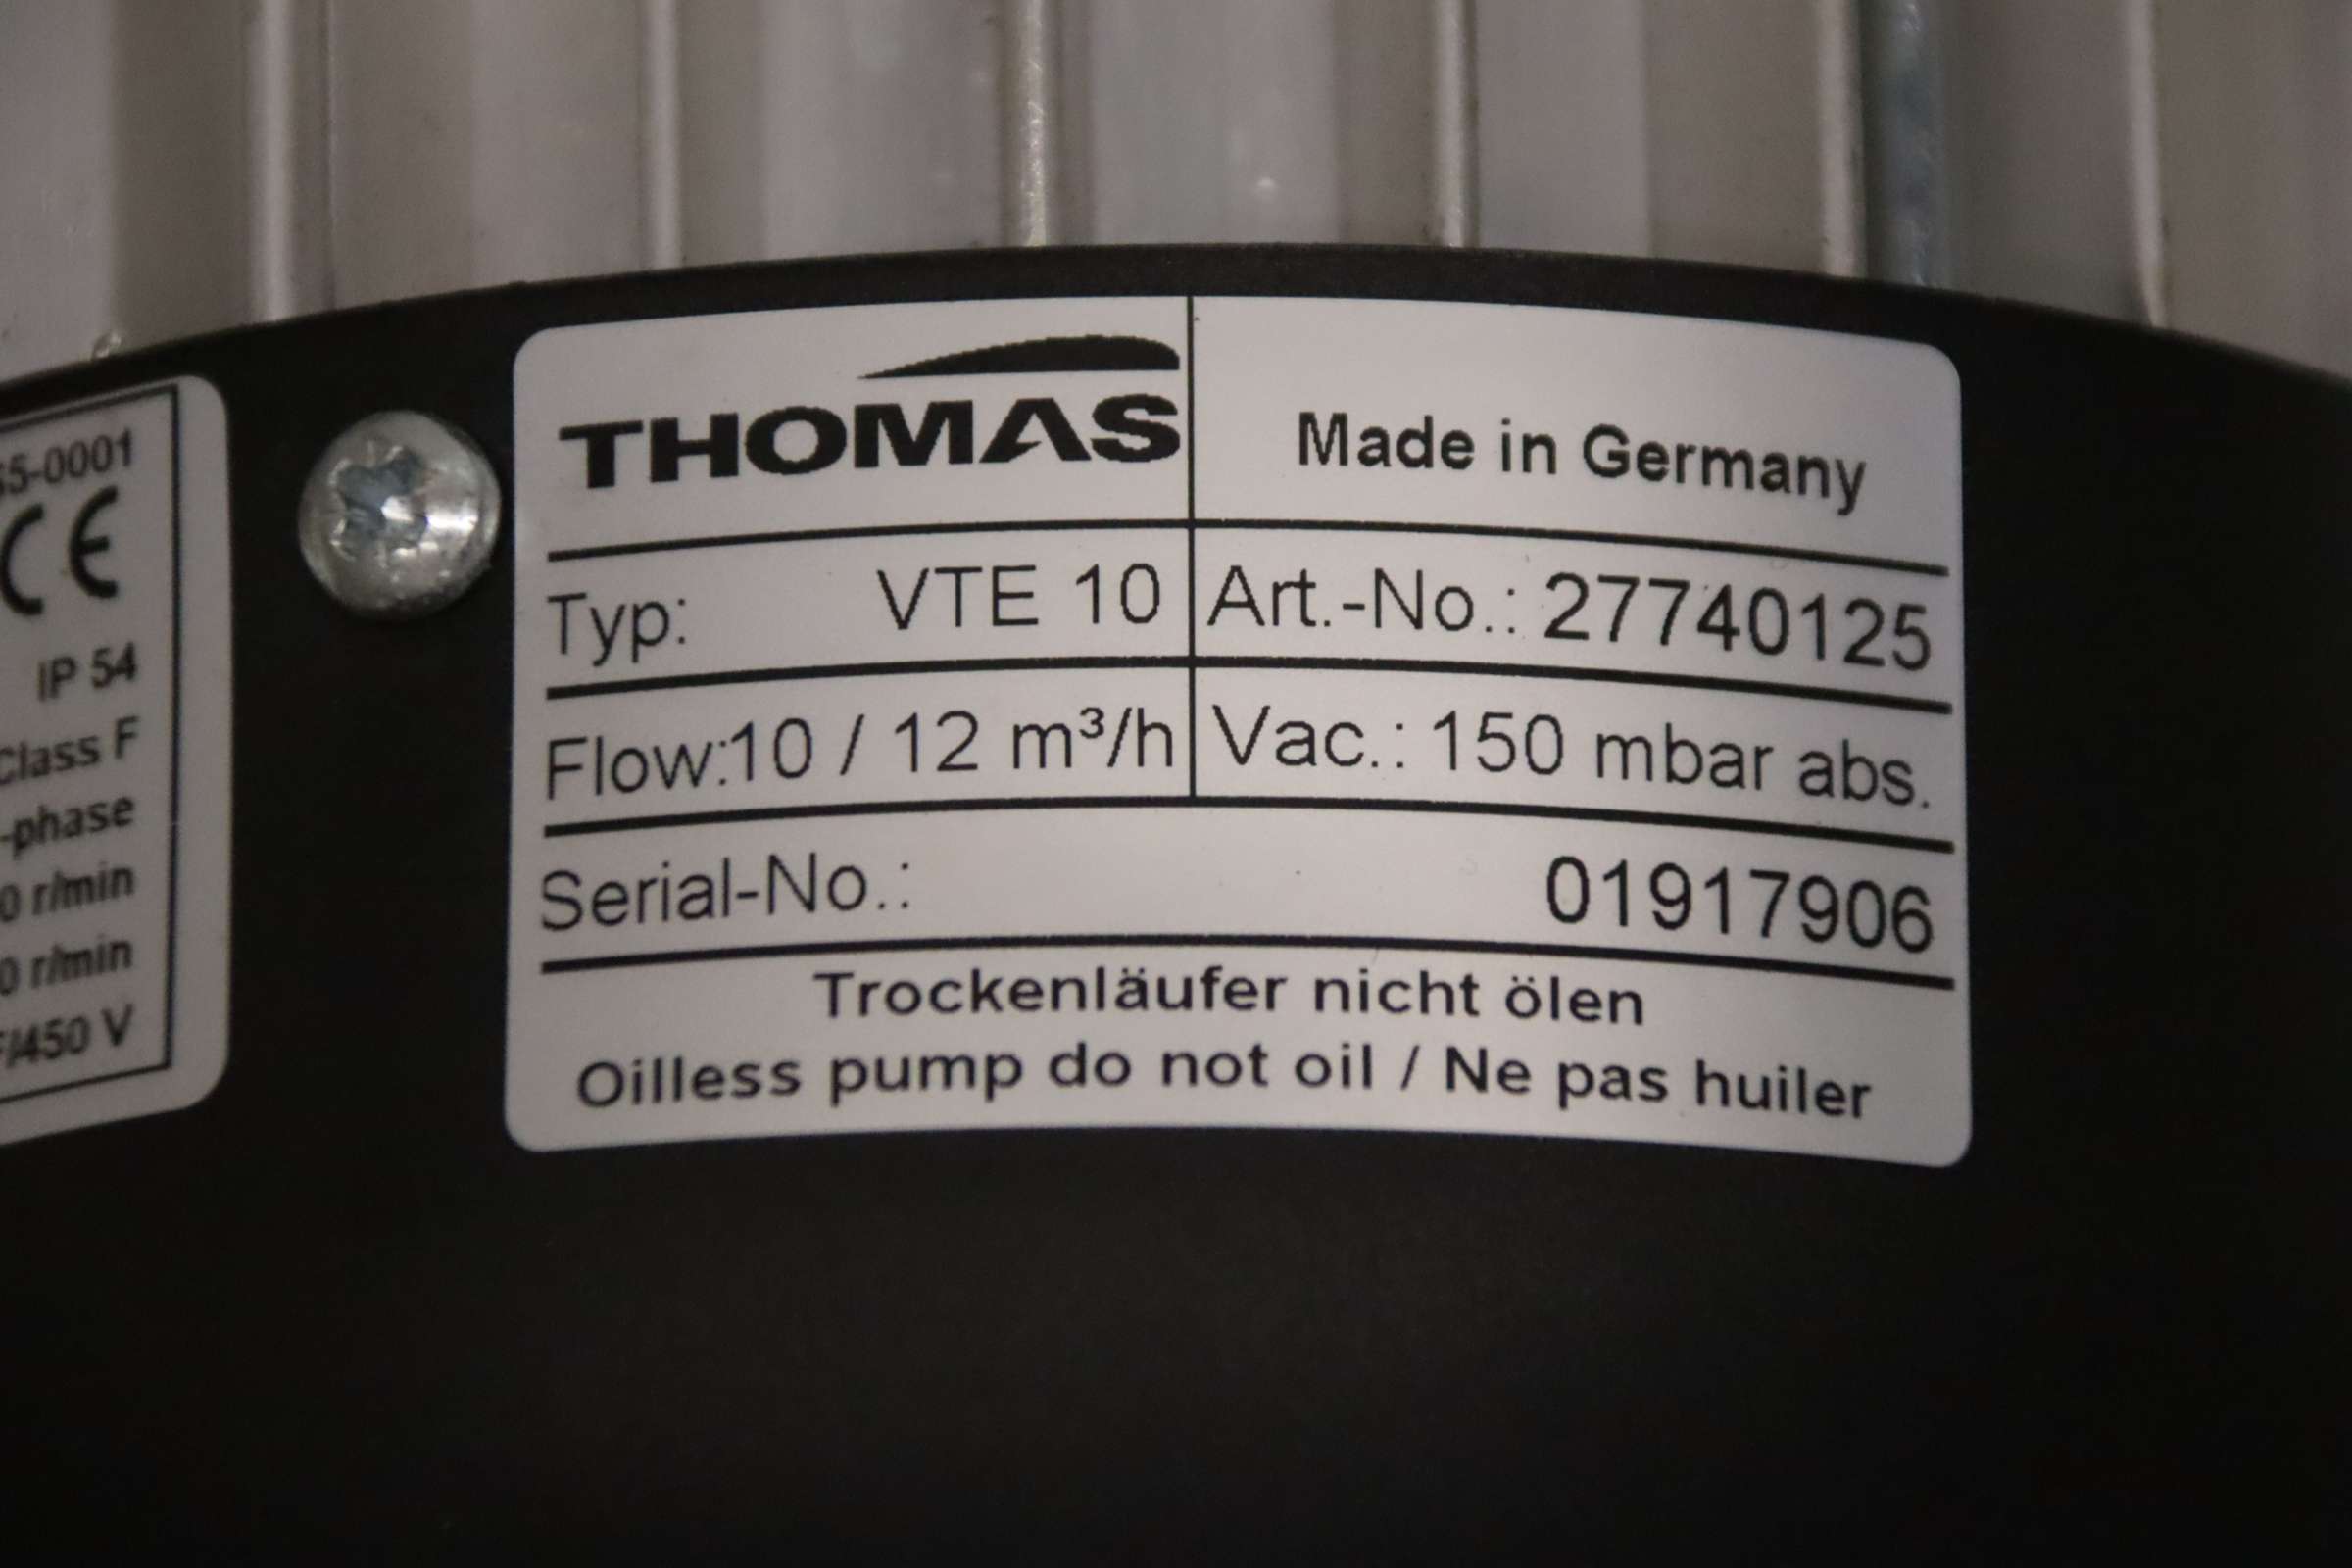 THOMAS
Made in Germany
Typ: VTE 10
Art.-No.: 27740125
Flow:10 / 12 m³/h
Vac.: 150 mbar abs.
Serial-No.: 01917906
Trockenläufer nicht ölen
Oilless pump do not oil / Ne pas huiler
5-0001
CE
IP 54
Class F
-phase
0 r/min
0 r/min
/450 V